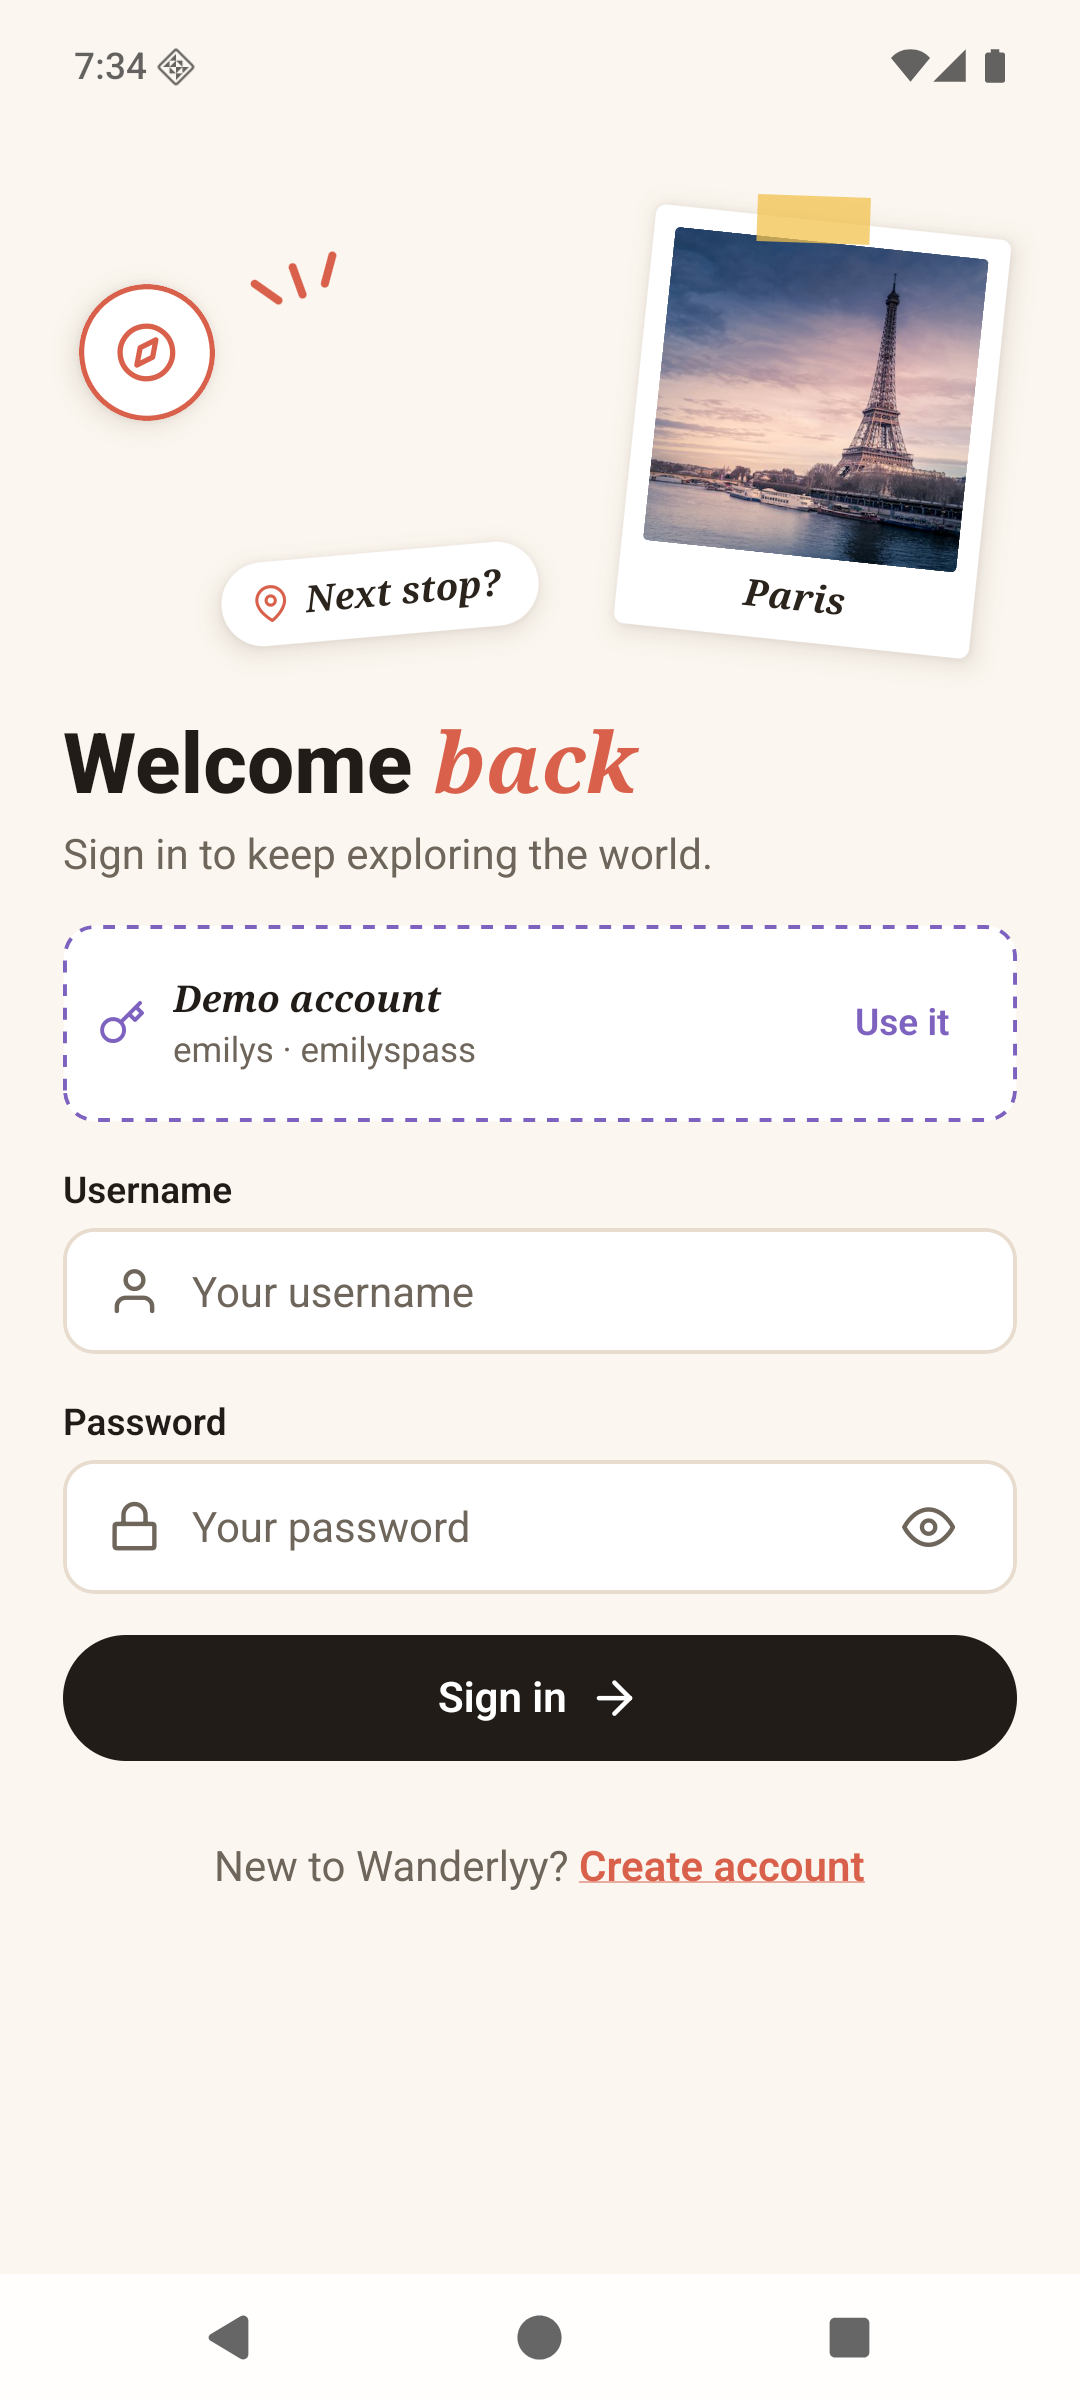 7:34
Next stop?
Paris
Welcome back
Sign in to keep exploring the world.
Demo account
emilys · emilyspass
Use it
Username
Your username
Password
Your password
Sign in
New to Wanderlyy? Create account